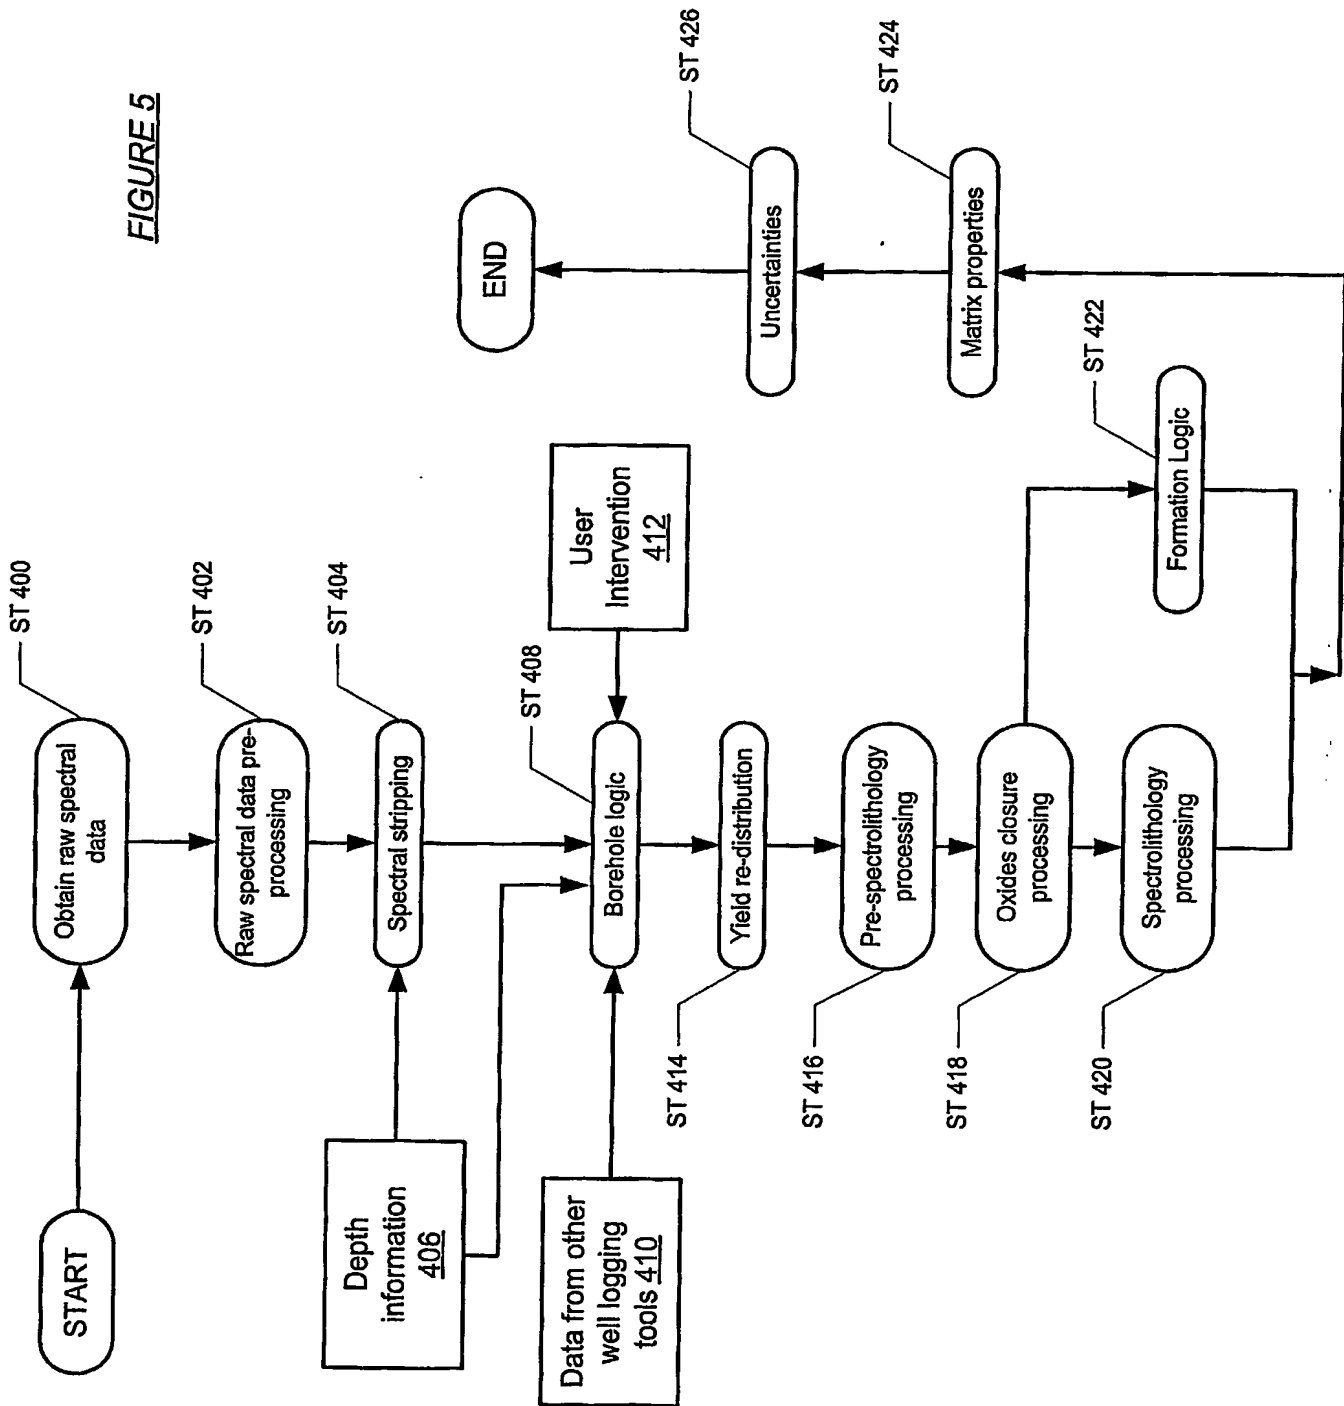 FIGURE 5
START
Obtain raw spectral
data
ST 400
Raw spectral data pre-
processing
ST 402
Depth
information
406
Spectral stripping
ST 404
Data from other
well logging
tools 410
Borehole logic
ST 408
User
Intervention
412
Yield re-distribution
ST 414
Pre-spectrolithology
processing
ST 416
Oxides closure
processing
ST 418
Spectrolithology
processing
ST 420
Formation Logic
ST 422
Matrix properties
ST 424
Uncertainties
ST 426
END